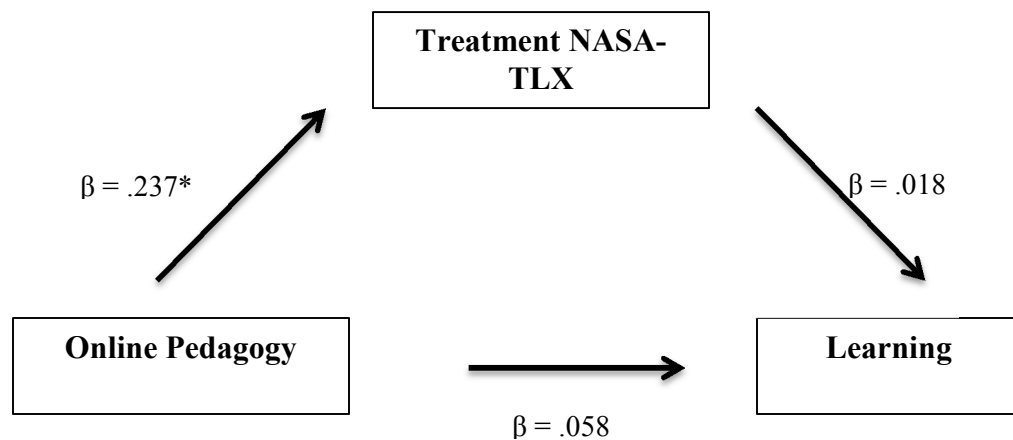 Treatment NASA-
TLX
β = .237*
β = .018
Online Pedagogy
Learning
β = .058